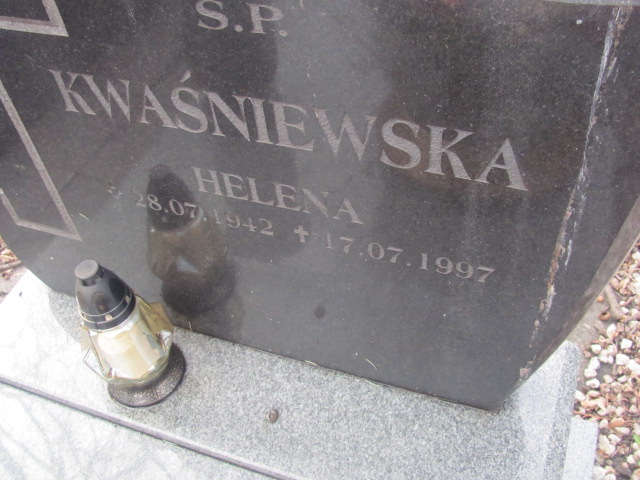 S.P.
KWAŚNIEWSKA
HELENA
* 28.07.1942 ✝ 17.07.1997